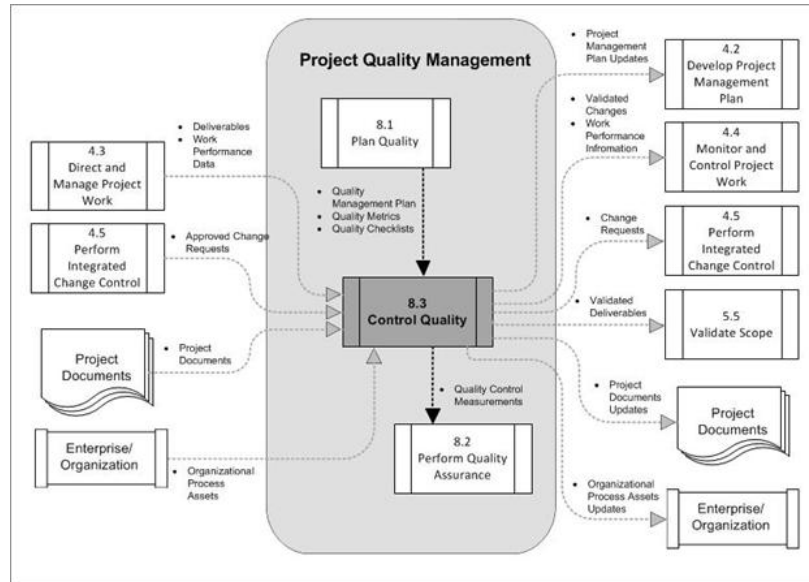 Project Quality Management
8.1
Plan Quality
• Deliverables
• Work
Performance
Data
4.3
Direct and
Manage Project
Work
• Quality
Management Plan
• Quality Metrics
• Quality Checklists
4.5
Perform
Integrated
Change Control
• Approved Change
Requests
8.3
Control Quality
Project
Documents
• Project
Documents
Enterprise/
Organization
• Organizational
Process
Assets
• Quality Control
Measurements
8.2
Perform Quality
Assurance
• Project
Management
Plan Updates
4.2
Develop Project
Management
Plan
• Validated
Changes
• Work
Performance
Infromation
4.4
Monitor and
Control Project
Work
• Change
Requests
4.5
Perform
Integrated
Change Control
• Validated
Deliverables
5.5
Validate Scope
• Project
Documents
Updates
Project
Documents
• Organizational
Process Assets
Updates
Enterprise/
Organization